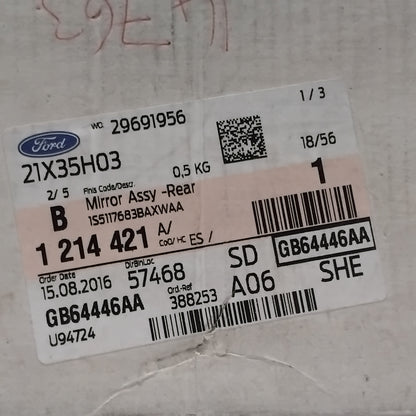 1/3
WO. 29691956
Ford
21X35H03
18/56
0,5 KG
2/ 5 Finis Code/Descr.
B Mirror Assy -Rear 1
1S5117683BAXWAA
1 214 421 A/ CoO/HC ES /
Order Date DlrBinLoc
15.08.2016 57468 SD GB64446AA
Ord.-Ref
GB64446AA 388253 A06 SHE
U94724